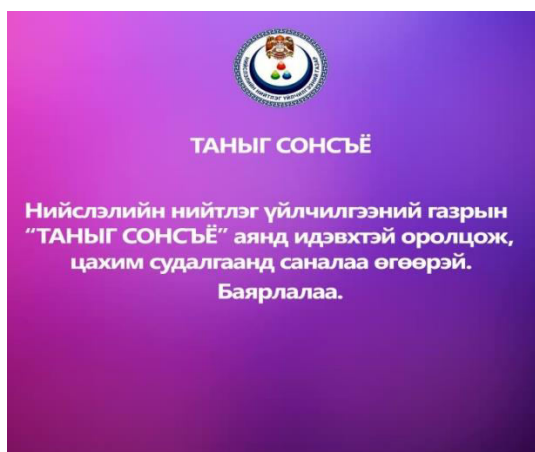 ТАНЫГ СОНСЪЁ
Нийслэлийн нийтлэг үйлчилгээний газрын
“ТАНЫГ СОНСЪЁ” аянд идэвхтэй оролцож,
цахим судалгаанд саналаа өгөөрэй.
Баярлалаа.